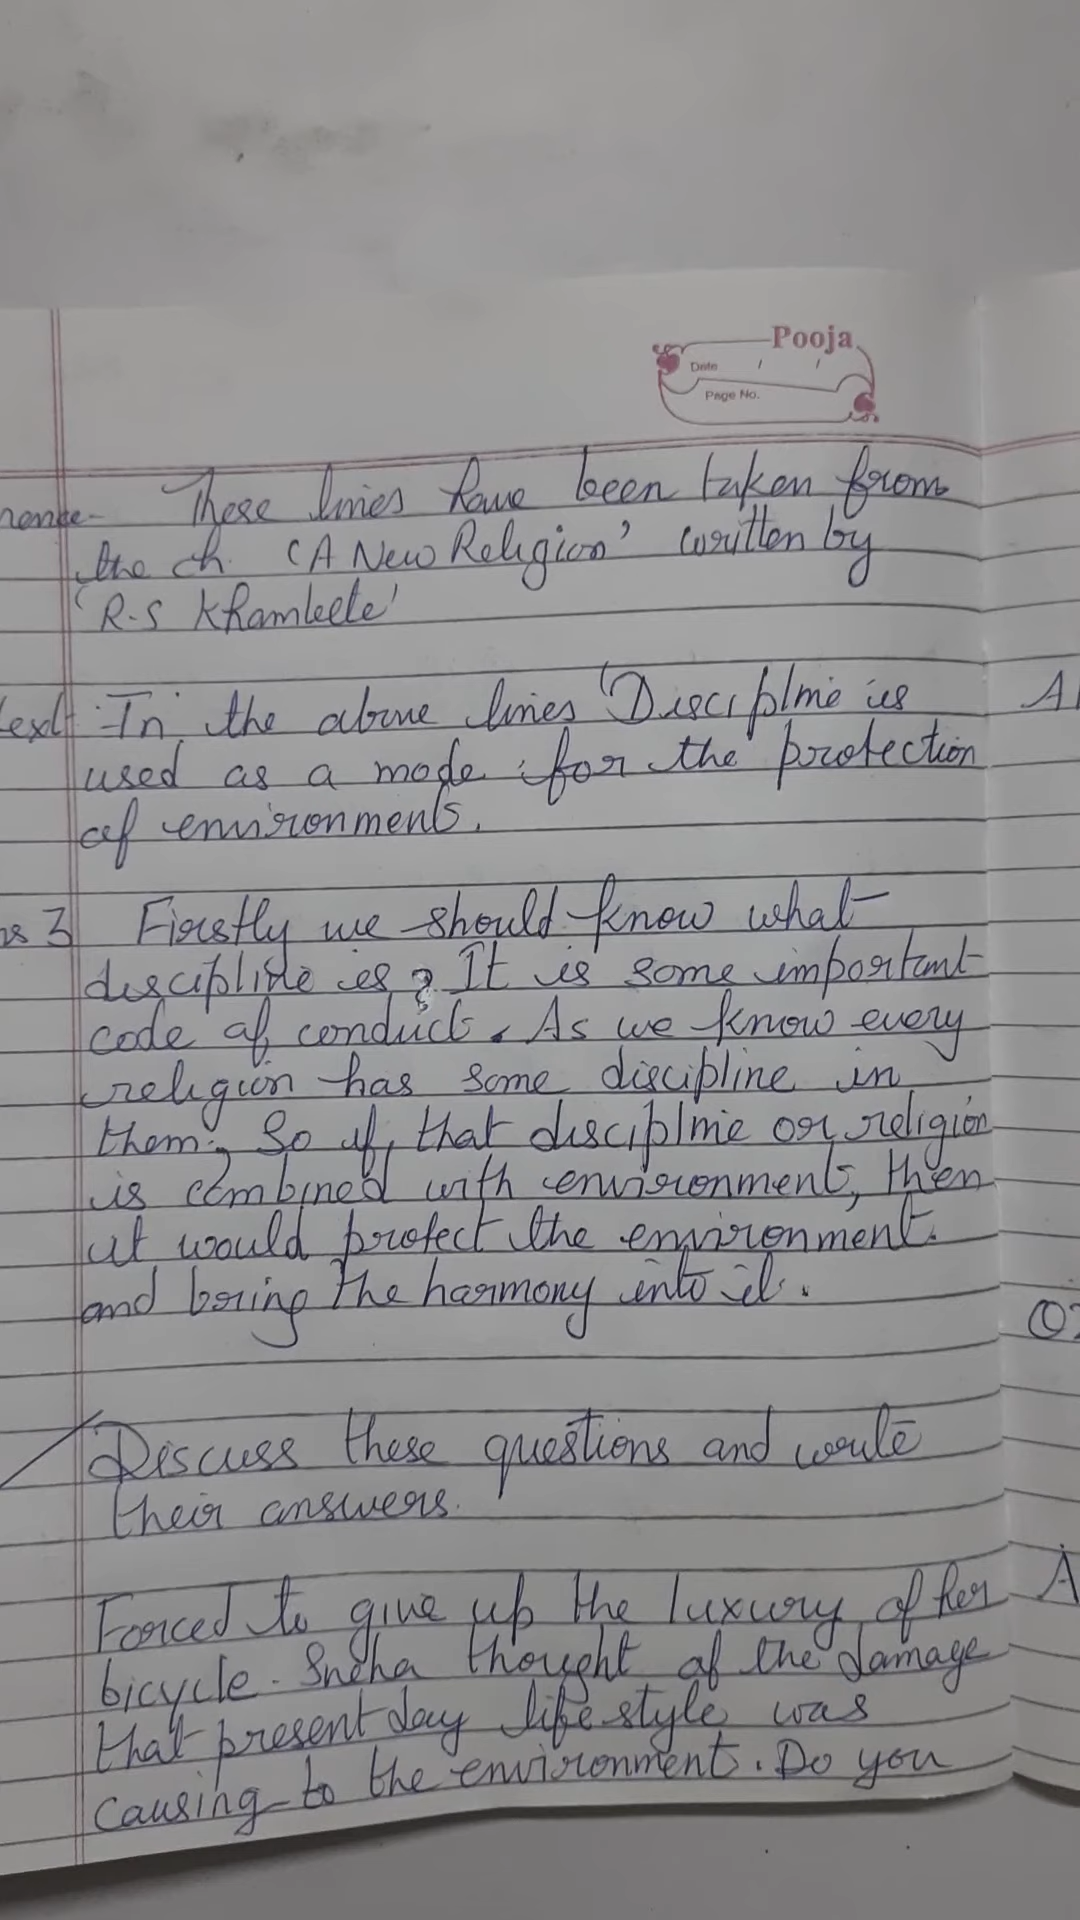 Pooja
Date / /
Page No.
These lines have been taken from
the ch. 'A New Religion' written by
'R.S
text In the above lines 'Discipline is
used as a mode for the protection
of environment.
3 Firstly we should know what
discipline is? It is some important
code of conduct. As we know every
religion has some discipline in
them. So if, that discipline or religion
is combined with environment, then
it would protect the environment.
and bring the harmony into it.
Discuss these questions and write
their answers.
Forced to give up the luxury of her
bicycle. Sneha thought of the damage
that present day life style was
causing to the environment. Do you